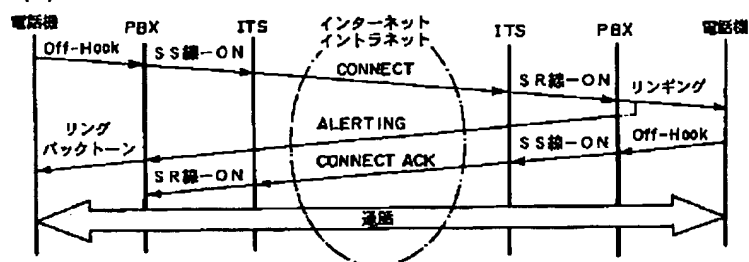 インターネット
イントラネット
電話機 PBX ITS ITS PBX 電話機
Off-Hook SS線-ON CONNECT SR線-ON リンギング
リング
バックトーン
ALERTING
SS線-ON Off-Hook
SR線-ON CONNECT ACK
通話